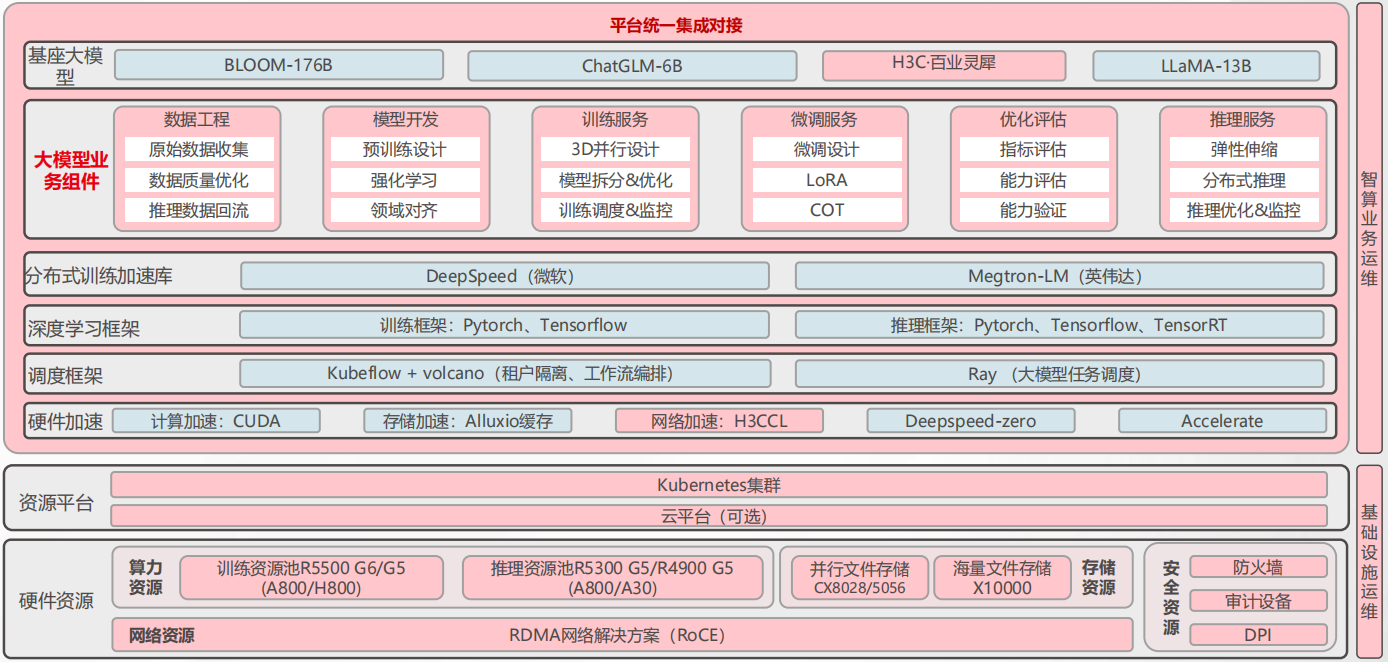 平台统一集成对接
基座大模
型
BLOOM-176B
ChatGLM-6B
H3C·百业灵犀
LLaMA-13B
大模型业
务组件
数据工程
原始数据收集
数据质量优化
推理数据回流
模型开发
预训练设计
强化学习
领域对齐
训练服务
3D并行设计
模型拆分&优化
训练调度&监控
微调服务
微调设计
LoRA
COT
优化评估
指标评估
能力评估
能力验证
推理服务
弹性伸缩
分布式推理
推理优化&监控
分布式训练加速库
DeepSpeed（微软）
Megtron-LM（英伟达）
深度学习框架
训练框架：Pytorch、Tensorflow
推理框架：Pytorch、Tensorflow、TensorRT
调度框架
Kubeflow + volcano（租户隔离、工作流编排）
Ray （大模型任务调度）
硬件加速
计算加速：CUDA
存储加速：Alluxio缓存
网络加速：H3CCL
Deepspeed-zero
Accelerate
智算业务运维
资源平台
Kubernetes集群
云平台（可选）
硬件资源
算力
资源
训练资源池R5500 G6/G5
(A800/H800)
推理资源池R5300 G5/R4900 G5
(A800/A30)
并行文件存储
CX8028/5056
海量文件存储
X10000
存储
资源
网络资源
RDMA网络解决方案（RoCE）
安全资源
防火墙
审计设备
DPI
基础设施运维